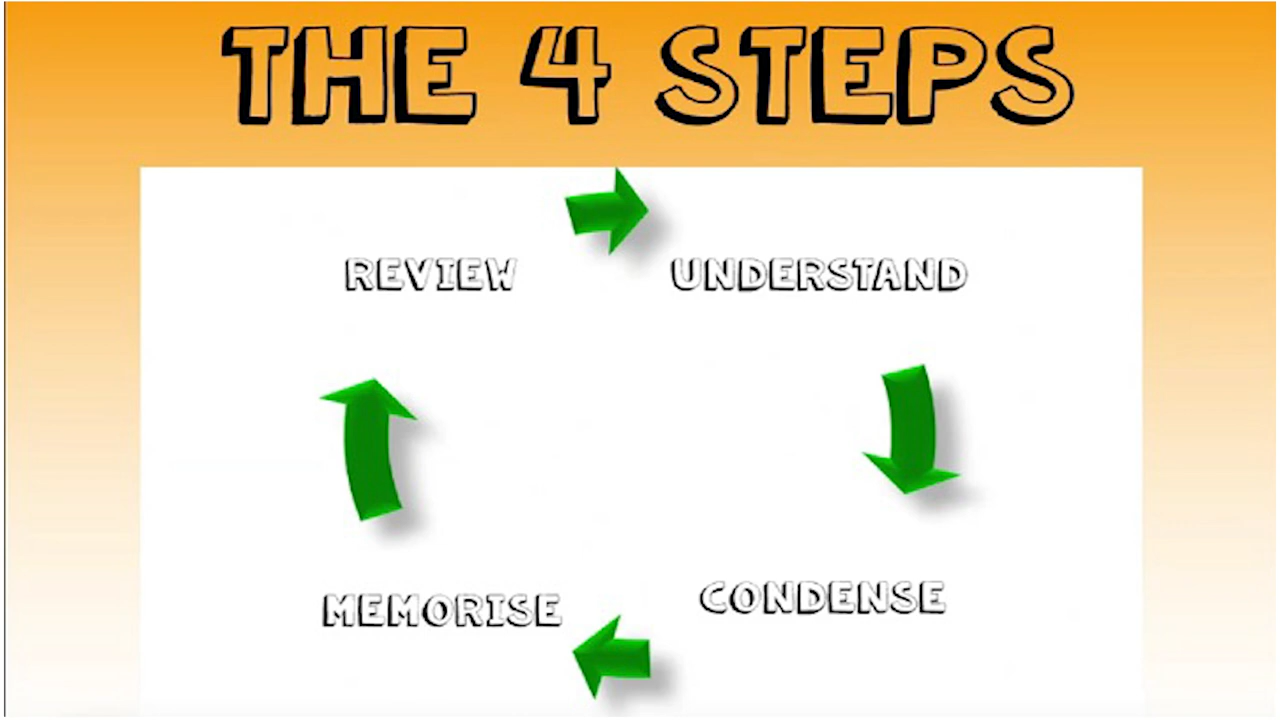 THE 4 STEPS
REVIEW
UNDERSTAND
MEMORISE
CONDENSE